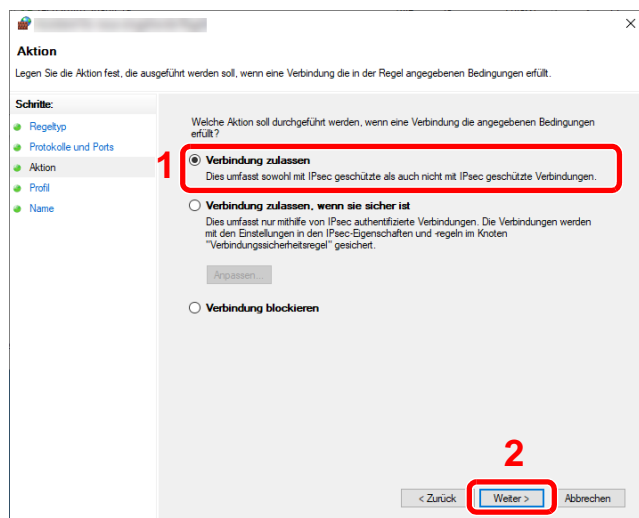 Aktion
Legen Sie die Aktion fest, die ausgeführt werden soll, wenn eine Verbindung die in der Regel angegebenen Bedingungen erfüllt.
Schritte:
Regeltyp
Protokolle und Ports
Aktion
Profil
Name
Welche Aktion soll durchgeführt werden, wenn eine Verbindung die angegebenen Bedingungen
erfüllt?
1
Verbindung zulassen
Dies umfasst sowohl mit IPsec geschützte als auch nicht mit IPsec geschützte Verbindungen.
Verbindung zulassen, wenn sie sicher ist
Dies umfasst nur mithilfe von IPsec authentifizierte Verbindungen. Die Verbindungen werden
mit den Einstellungen in den IPsec-Eigenschaften und -regeln im Knoten
"Verbindungssicherheitsregel" gesichert.
Anpassen...
Verbindung blockieren
2
< Zurück
Weiter >
Abbrechen